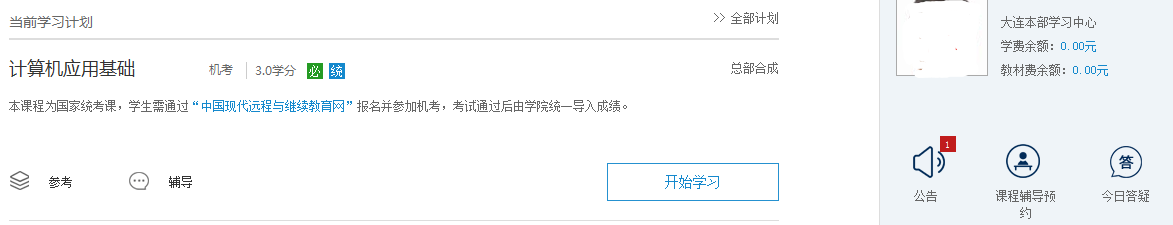 当前学习计划
>> 全部计划
计算机应用基础
机考
3.0学分
必
统
总部合成
本课程为国家统考课，学生需通过“中国现代远程与继续教育网”报名并参加机考，考试通过后由学院统一导入成绩。
参考
辅导
开始学习
大连本部学习中心
学费余额：0.00元
教材费余额：0.00元
1
公告
课程辅导预
约
答
今日答疑